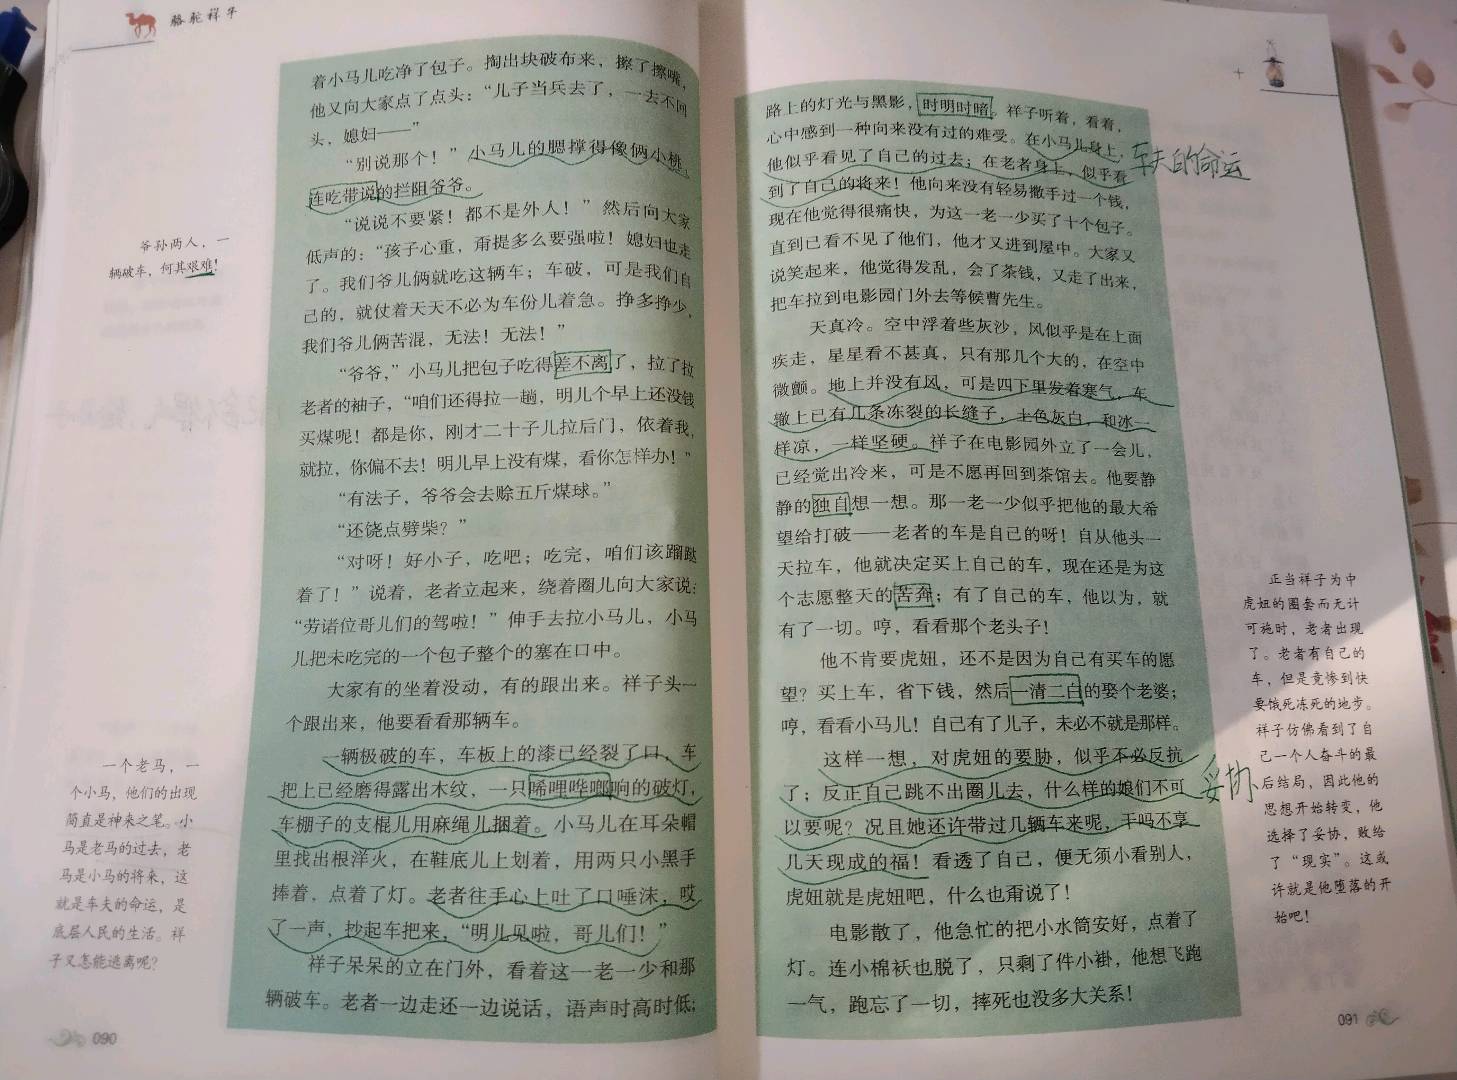 骆驼祥子
着小马儿吃净了包子。掏出块破布来，擦了擦嘴，
他又向大家点了点头：“儿子当兵去了，一去不回
头，媳妇——”
“别说那个！”小马儿的腮撑得像俩小桃，
连吃带说的拦阻爷爷。
“说说不要紧！都不是外人！”然后向大家
低声的：“孩子心重，甭提多么要强啦！媳妇也走
了。我们爷儿俩就吃这辆车；车破，可是我们自
己的，就仗着天天不必为车份儿着急。挣多挣少，
我们爷儿俩苦混，无法！无法！”
“爷爷，”小马儿把包子吃得差不离了，拉了拉
老者的袖子，“咱们还得拉一趟，明儿个早上还没钱
买煤呢！都是你，刚才二十子儿拉后门，依着我，
就拉，你偏不去！明儿早上没有煤，看你怎样办！”
“有法子，爷爷会去赊五斤煤球。”
“还饶点劈柴？”
“对呀！好小子，吃吧；吃完，咱们该蹓跶
着了！”说着，老者立起来，绕着圈儿向大家说：
“劳诸位哥儿们的驾啦！”伸手去拉小马儿，小马
儿把未吃完的一个包子整个的塞在口中。
大家有的坐着没动，有的跟出来。祥子头一
个跟出来，他要看看那辆车。
一辆极破的车，车板上的漆已经裂了口，车
把上已经磨得露出木纹，一只唏哩哗啷响的破灯，
车棚子的支棍儿用麻绳儿捆着。小马儿在耳朵帽
里找出根洋火，在鞋底儿上划着，用两只小黑手
捧着，点着了灯。老者往手心上吐了口唾沫，哎
了一声，抄起车把来，“明儿见啦，哥儿们！”
祥子呆呆的立在门外，看着这一老一少和那
辆破车。老者一边走还一边说话，语声时高时低；
爷孙两人，一
辆破车，何其艰难！
一个老马，一
个小马，他们的出现
简直是神来之笔。小
马是老马的过去，老
马是小马的将来，这
就是车夫的命运，是
底层人民的生活。祥
子又怎能逃离呢？
090
路上的灯光与黑影，时明时暗。祥子听着，看着，
心中感到一种向来没有过的难受。在小马儿身上，
他似乎看见了自己的过去；在老者身上，似乎看
到了自己的将来！他向来没有轻易撒手过一个钱，
现在他觉得很痛快，为这一老一少买了十个包子。
直到已看不见了他们，他才又进到屋中。大家又
说笑起来，他觉得发乱，会了茶钱，又走了出来，
把车拉到电影园门外去等候曹先生。
天真冷。空中浮着些灰沙，风似乎是在上面
疾走，星星看不甚真，只有那几个大的，在空中
微颤。地上并没有风，可是四下里发着寒气，车
辙上已有几条冻裂的长缝子，土色灰白，和冰一
样凉，一样坚硬。祥子在电影园外立了一会儿，
已经觉出冷来，可是不愿再回到茶馆去。他要静
静的独自想一想。那一老一少似乎把他的最大希
望给打破——老者的车是自己的呀！自从他头一
天拉车，他就决定买上自己的车，现在还是为这
个志愿整天的苦奔；有了自己的车，他以为，就
有了一切。哼，看看那个老头子！
他不肯要虎妞，还不是因为自己有买车的愿
望？买上车，省下钱，然后一清二白的娶个老婆；
哼，看看小马儿！自己有了儿子，未必不就是那样。
这样一想，对虎妞的要胁，似乎不必反抗
了；反正自己跳不出圈儿去，什么样的娘们不可
以要呢？况且她还许带过几辆车来呢，干吗不享
几天现成的福！看透了自己，便无须小看别人，
虎妞就是虎妞吧，什么也甭说了！
电影散了，他急忙的把小水筒安好，点着了
灯。连小棉袄也脱了，只剩了件小褂，他想飞跑
一气，跑忘了一切，摔死也没多大关系！
车夫的命运
妥协
正当祥子为中
虎妞的圈套而无计
可施时，老者出现
了。老者有自己的
车，但是竟惨到快
要饿死冻死的地步。
祥子仿佛看到了自
己一个人奋斗的最
后结局，因此他的
思想开始转变，他
选择了妥协，败给
了“现实”。这或
许就是他堕落的开
始吧！
091